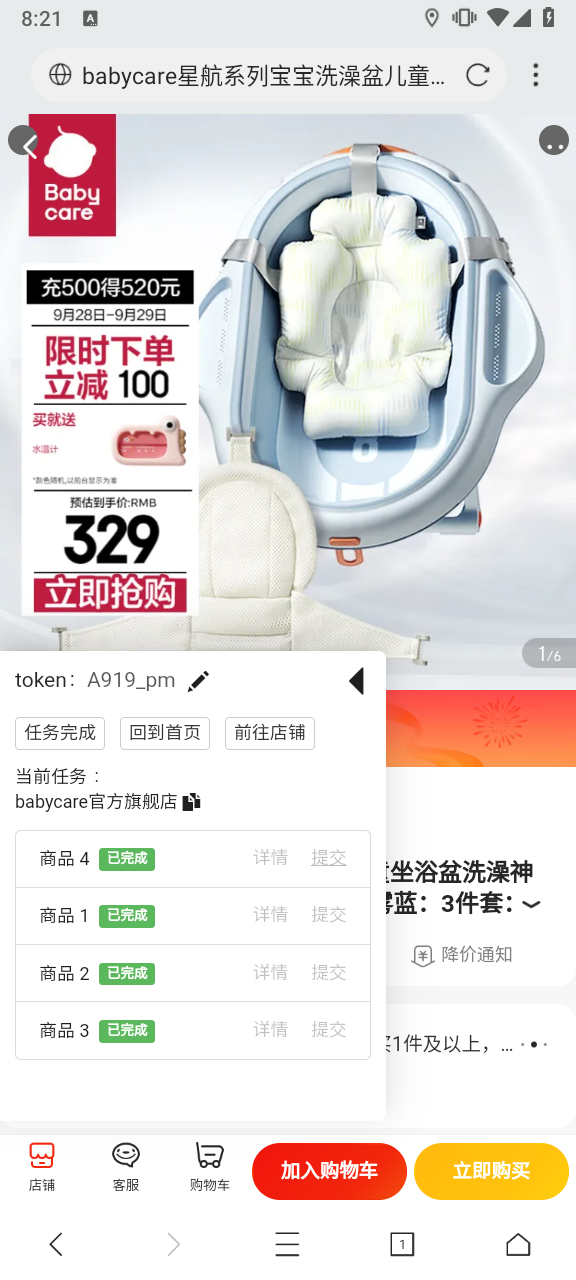 8:21
A
babycare星航系列宝宝洗澡盆儿童…
Baby
care
充500得520元
9月28日-9月29日
限时下单
立减 100
买就送
水温计
*颜色随机,以前台显示为准
预估到手价:RMB
329
立即抢购
1/6
token: A919_pm
任务完成
回到首页
前往店铺
当前任务:
babycare官方旗舰店
商品 4 已完成 详情 提交
商品 1 已完成 详情 提交
商品 2 已完成 详情 提交
商品 3 已完成 详情 提交
坐浴盆洗澡神
蓝:3件套:
降价通知
买1件及以上,…
店铺
客服
购物车
加入购物车
立即购买
1